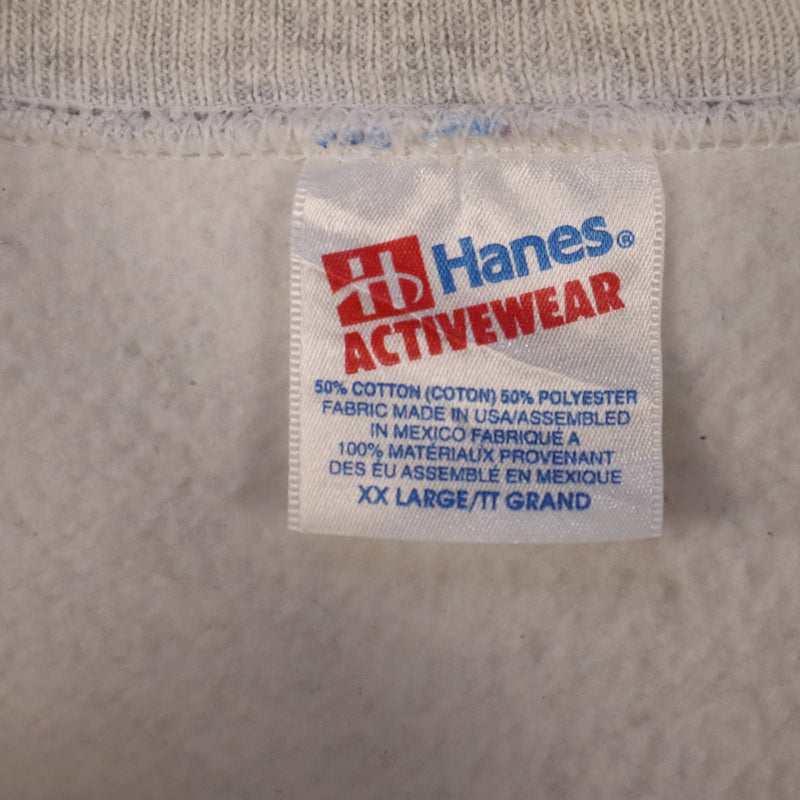 Hanes®
ACTIVEWEAR
50% COTTON (COTON) 50% POLYESTER
FABRIC MADE IN USA/ASSEMBLED
IN MEXICO FABRIQUÉ A
100% MATÉRIAUX PROVENANT
DES ÉU ASSEMBLÉ EN MEXIQUE
XX LARGE/TT GRAND